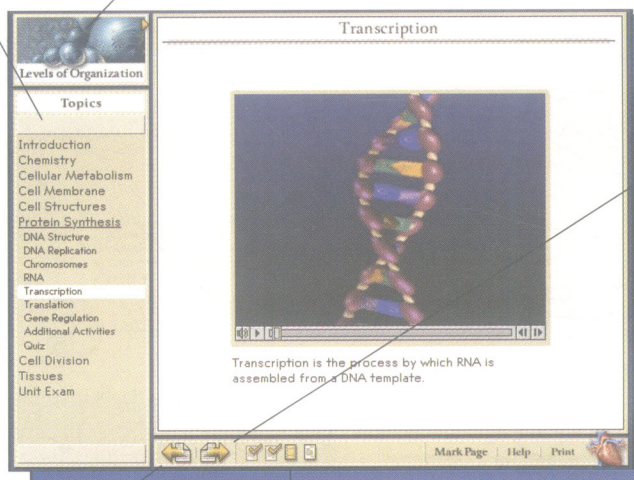 Transcription
Levels of Organization
Topics
Introduction
Chemistry
Cellular Metabolism
Cell Membrane
Cell Structures
Protein Synthesis
DNA Structure
DNA Replication
Chromosomes
RNA
Transcription
Translation
Gene Regulation
Additional Activities
Quiz
Cell Division
Tissues
Unit Exam
Transcription is the process by which RNA is
assembled from a DNA template.
Mark Page | Help | Print